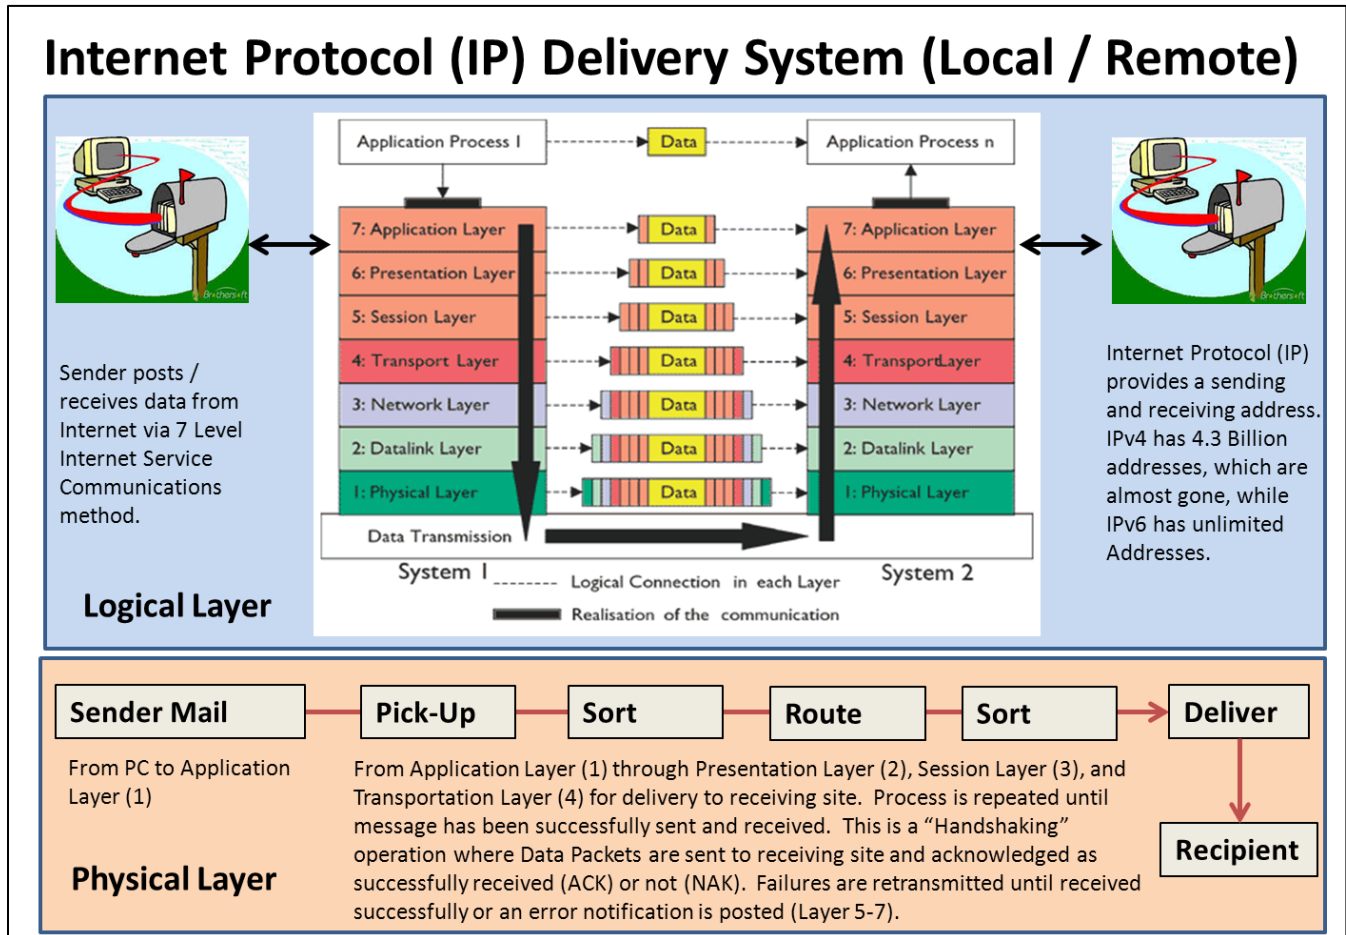 Internet Protocol (IP) Delivery System (Local / Remote)
Application Process 1
Data
Application Process n
7: Application Layer
Data
7: Application Layer
6: Presentation Layer
Data
6: Presentation Layer
5: Session Layer
Data
5: Session Layer
4: Transport Layer
Data
4: TransportLayer
3: Network Layer
Data
3: Network Layer
2: Datalink Layer
Data
2: Datalink Layer
1: Physical Layer
Data
1: Physical Layer
Data Transmission
System 1
System 2
Logical Connection in each Layer
Realisation of the communication
Br♦thers♦ft
Sender posts /
receives data from
Internet via 7 Level
Internet Service
Communications
method.
Logical Layer
Br♦thers♦ft
Internet Protocol (IP)
provides a sending
and receiving address.
IPv4 has 4.3 Billion
addresses, which are
almost gone, while
IPv6 has unlimited
Addresses.
Sender Mail
Pick-Up
Sort
Route
Sort
Deliver
Recipient
From PC to Application
Layer (1)
From Application Layer (1) through Presentation Layer (2), Session Layer (3), and
Transportation Layer (4) for delivery to receiving site. Process is repeated until
message has been successfully sent and received. This is a “Handshaking”
operation where Data Packets are sent to receiving site and acknowledged as
successfully received (ACK) or not (NAK). Failures are retransmitted until received
successfully or an error notification is posted (Layer 5-7).
Physical Layer